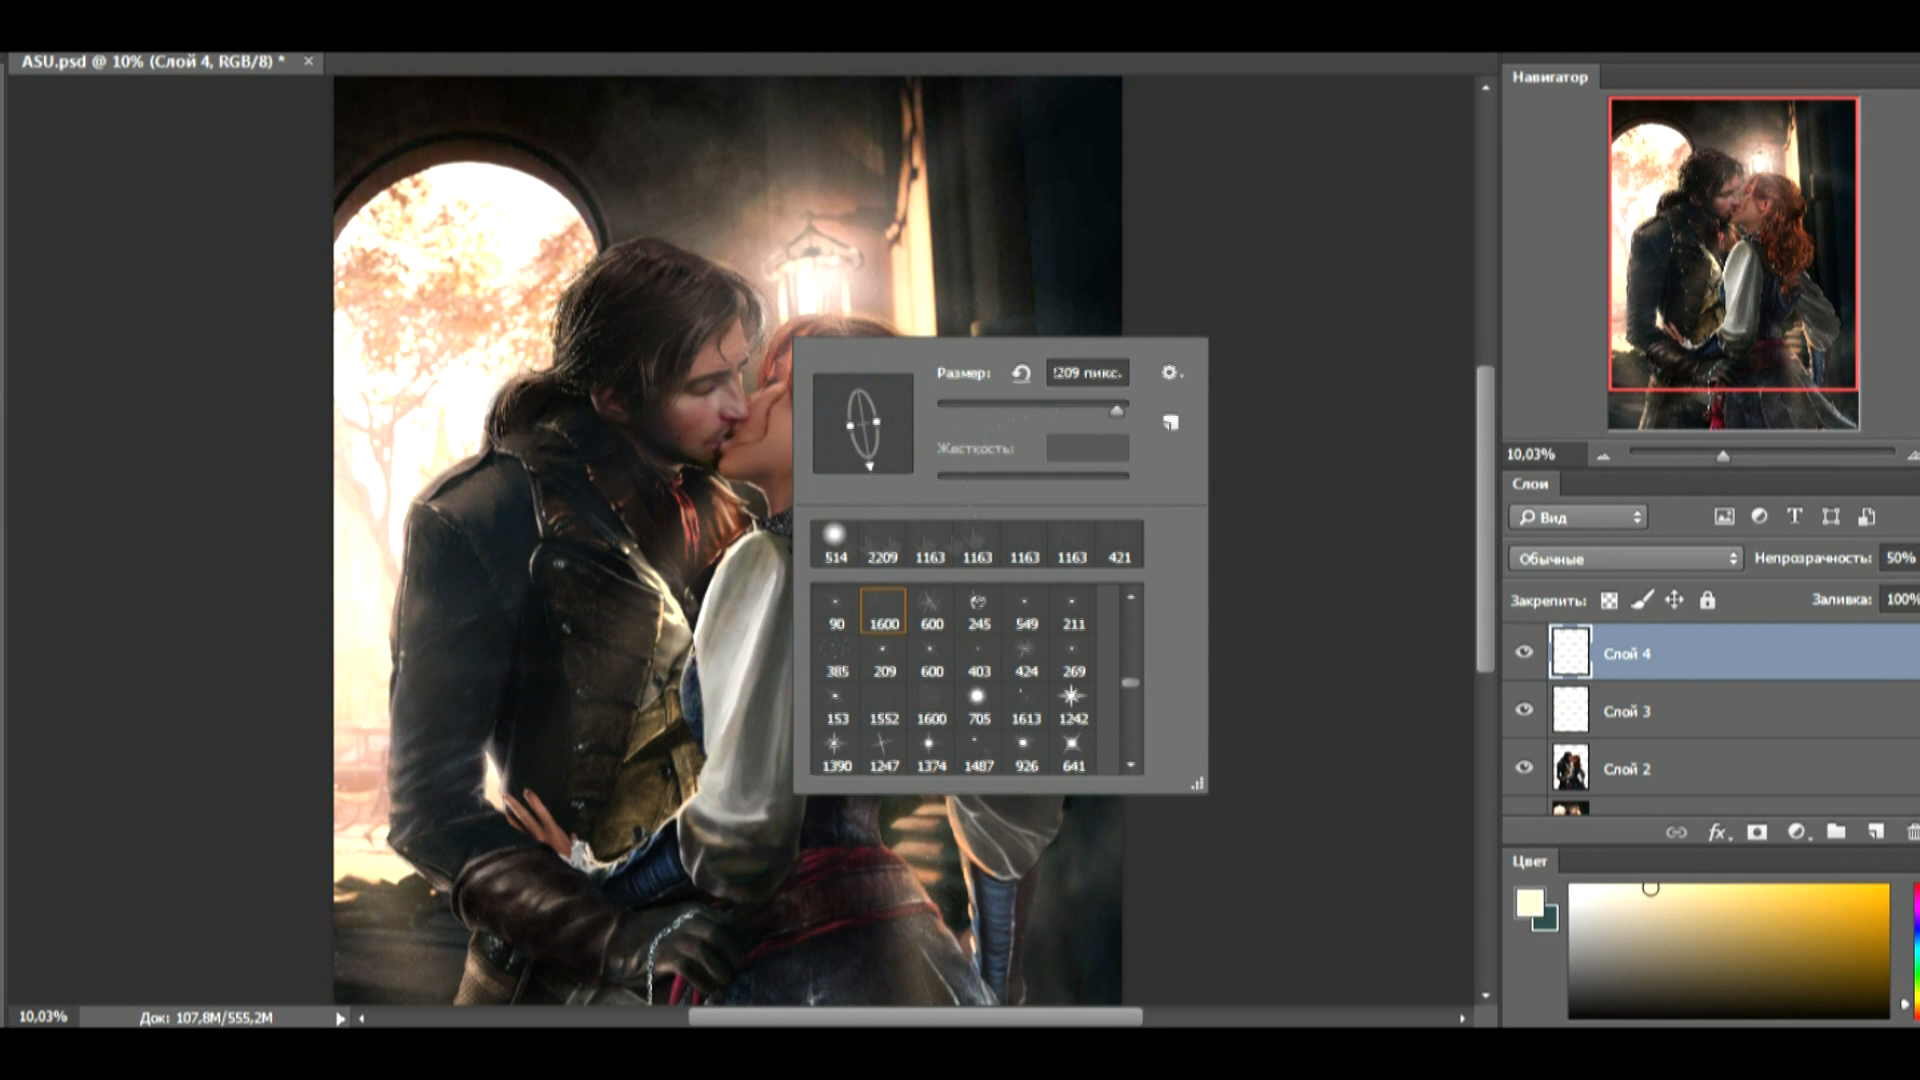 ASU.psd @ 10% (Слой 4, RGB/8) * ×
Навигатор
10,03%
Слои
Вид
Обычные Непрозрачность: 50%
Закрепить: Заливка: 100%
Слой 4
Слой 3
Слой 2
fx
Цвет
Размер: 209 пикс.
Жесткость:
514 2209 1163 1163 1163 1163 421
90 1600 600 245 549 211
385 209 600 403 424 269
153 1552 1600 705 1613 1242
1390 1247 1374 1487 926 641
10,03% Док: 107,8M/555,2M